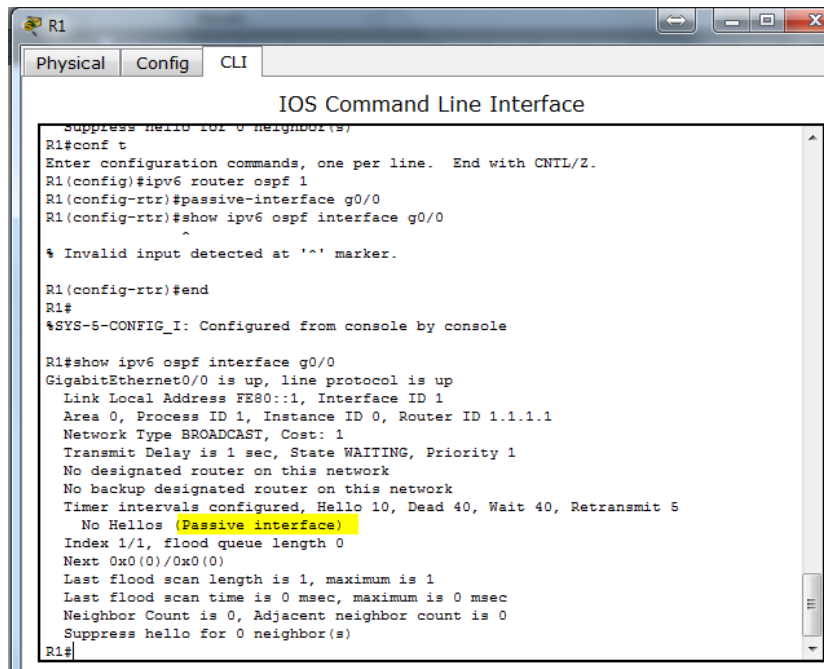 R1
Physical Config CLI
IOS Command Line Interface
Suppress hello for 0 neighbor(s)
R1#conf t
Enter configuration commands, one per line.  End with CNTL/Z.
R1(config)#ipv6 router ospf 1
R1(config-rtr)#passive-interface g0/0
R1(config-rtr)#show ipv6 ospf interface g0/0
^
% Invalid input detected at '^' marker.
R1(config-rtr)#end
R1#
%SYS-5-CONFIG_I: Configured from console by console
R1#show ipv6 ospf interface g0/0
GigabitEthernet0/0 is up, line protocol is up
Link Local Address FE80::1, Interface ID 1
Area 0, Process ID 1, Instance ID 0, Router ID 1.1.1.1
Network Type BROADCAST, Cost: 1
Transmit Delay is 1 sec, State WAITING, Priority 1
No designated router on this network
No backup designated router on this network
Timer intervals configured, Hello 10, Dead 40, Wait 40, Retransmit 5
No Hellos (Passive interface)
Index 1/1, flood queue length 0
Next 0x0(0)/0x0(0)
Last flood scan length is 1, maximum is 1
Last flood scan time is 0 msec, maximum is 0 msec
Neighbor Count is 0, Adjacent neighbor count is 0
Suppress hello for 0 neighbor(s)
R1#